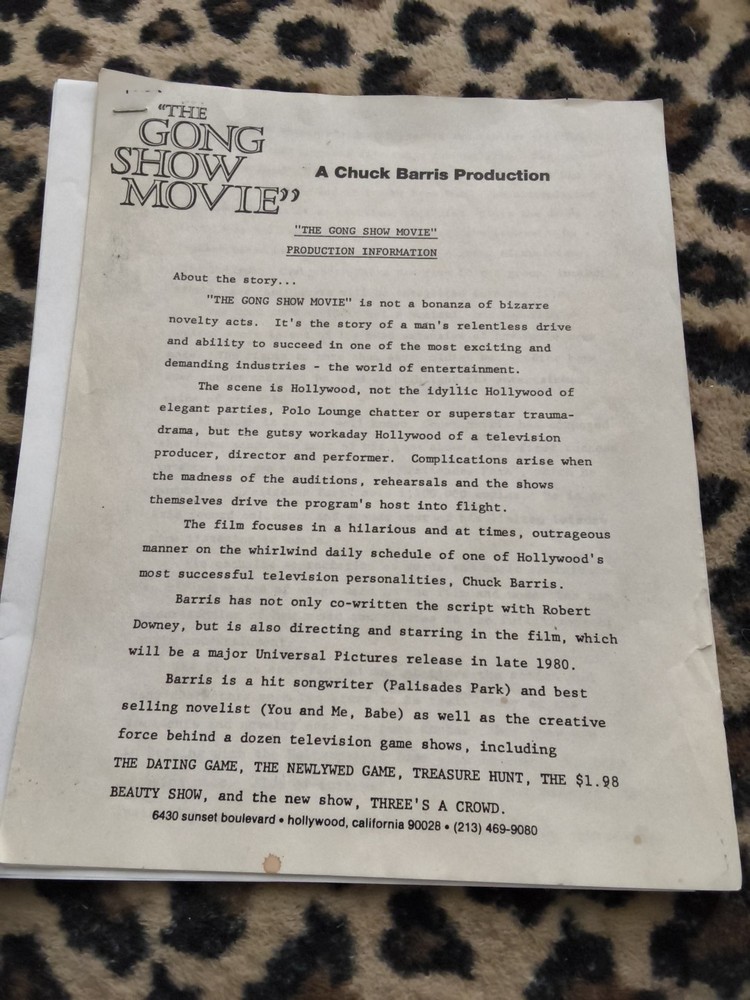 "THE
GONG
SHOW
MOVIE"
A Chuck Barris Production
"THE GONG SHOW MOVIE"
PRODUCTION INFORMATION
About the story...
"THE GONG SHOW MOVIE" is not a bonanza of bizarre
novelty acts. It's the story of a man's relentless drive
and ability to succeed in one of the most exciting and
demanding industries - the world of entertainment.
The scene is Hollywood, not the idyllic Hollywood of
elegant parties, Polo Lounge chatter or superstar trauma-
drama, but the gutsy workaday Hollywood of a television
producer, director and performer. Complications arise when
the madness of the auditions, rehearsals and the shows
themselves drive the program's host into flight.
The film focuses in a hilarious and at times, outrageous
manner on the whirlwind daily schedule of one of Hollywood's
most successful television personalities, Chuck Barris.
Barris has not only co-written the script with Robert
Downey, but is also directing and starring in the film, which
will be a major Universal Pictures release in late 1980.
Barris is a hit songwriter (Palisades Park) and best
selling novelist (You and Me, Babe) as well as the creative
force behind a dozen television game shows, including
THE DATING GAME, THE NEWLYWED GAME, TREASURE HUNT, THE $1.98
BEAUTY SHOW, and the new show, THREE'S A CROWD.
6430 sunset boulevard • hollywood, california 90028 • (213) 469-9080